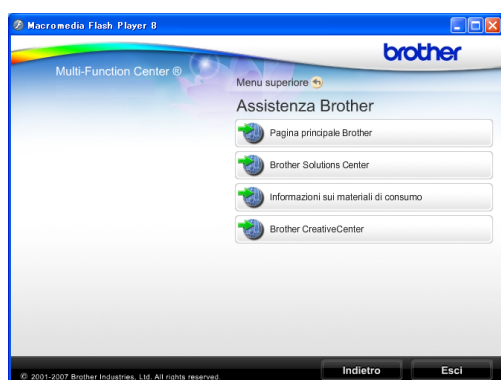 Macromedia Flash Player 8
brother
Multi-Function Center ®
Menu superiore
Assistenza Brother
Pagina principale Brother
Brother Solutions Center
Informazioni sui materiali di consumo
Brother CreativeCenter
© 2001-2007 Brother Industries, Ltd. All rights reserved.
Indietro
Esci